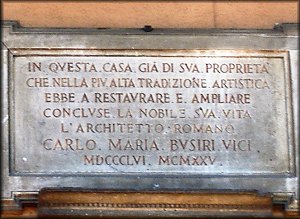 IN QVESTA CASA GIÀ DI SVA PROPRIETÀ
CHE NELLA PIV ALTA TRADIZIONE ARTISTICA
EBBE A RESTAVRARE E AMPLIARE
CONCLVSE LA NOBILE SVA VITA
L'ARCHITETTO ROMANO
CARLO MARIA BVSIRI VICI
MDCCCLVI MCMXXV